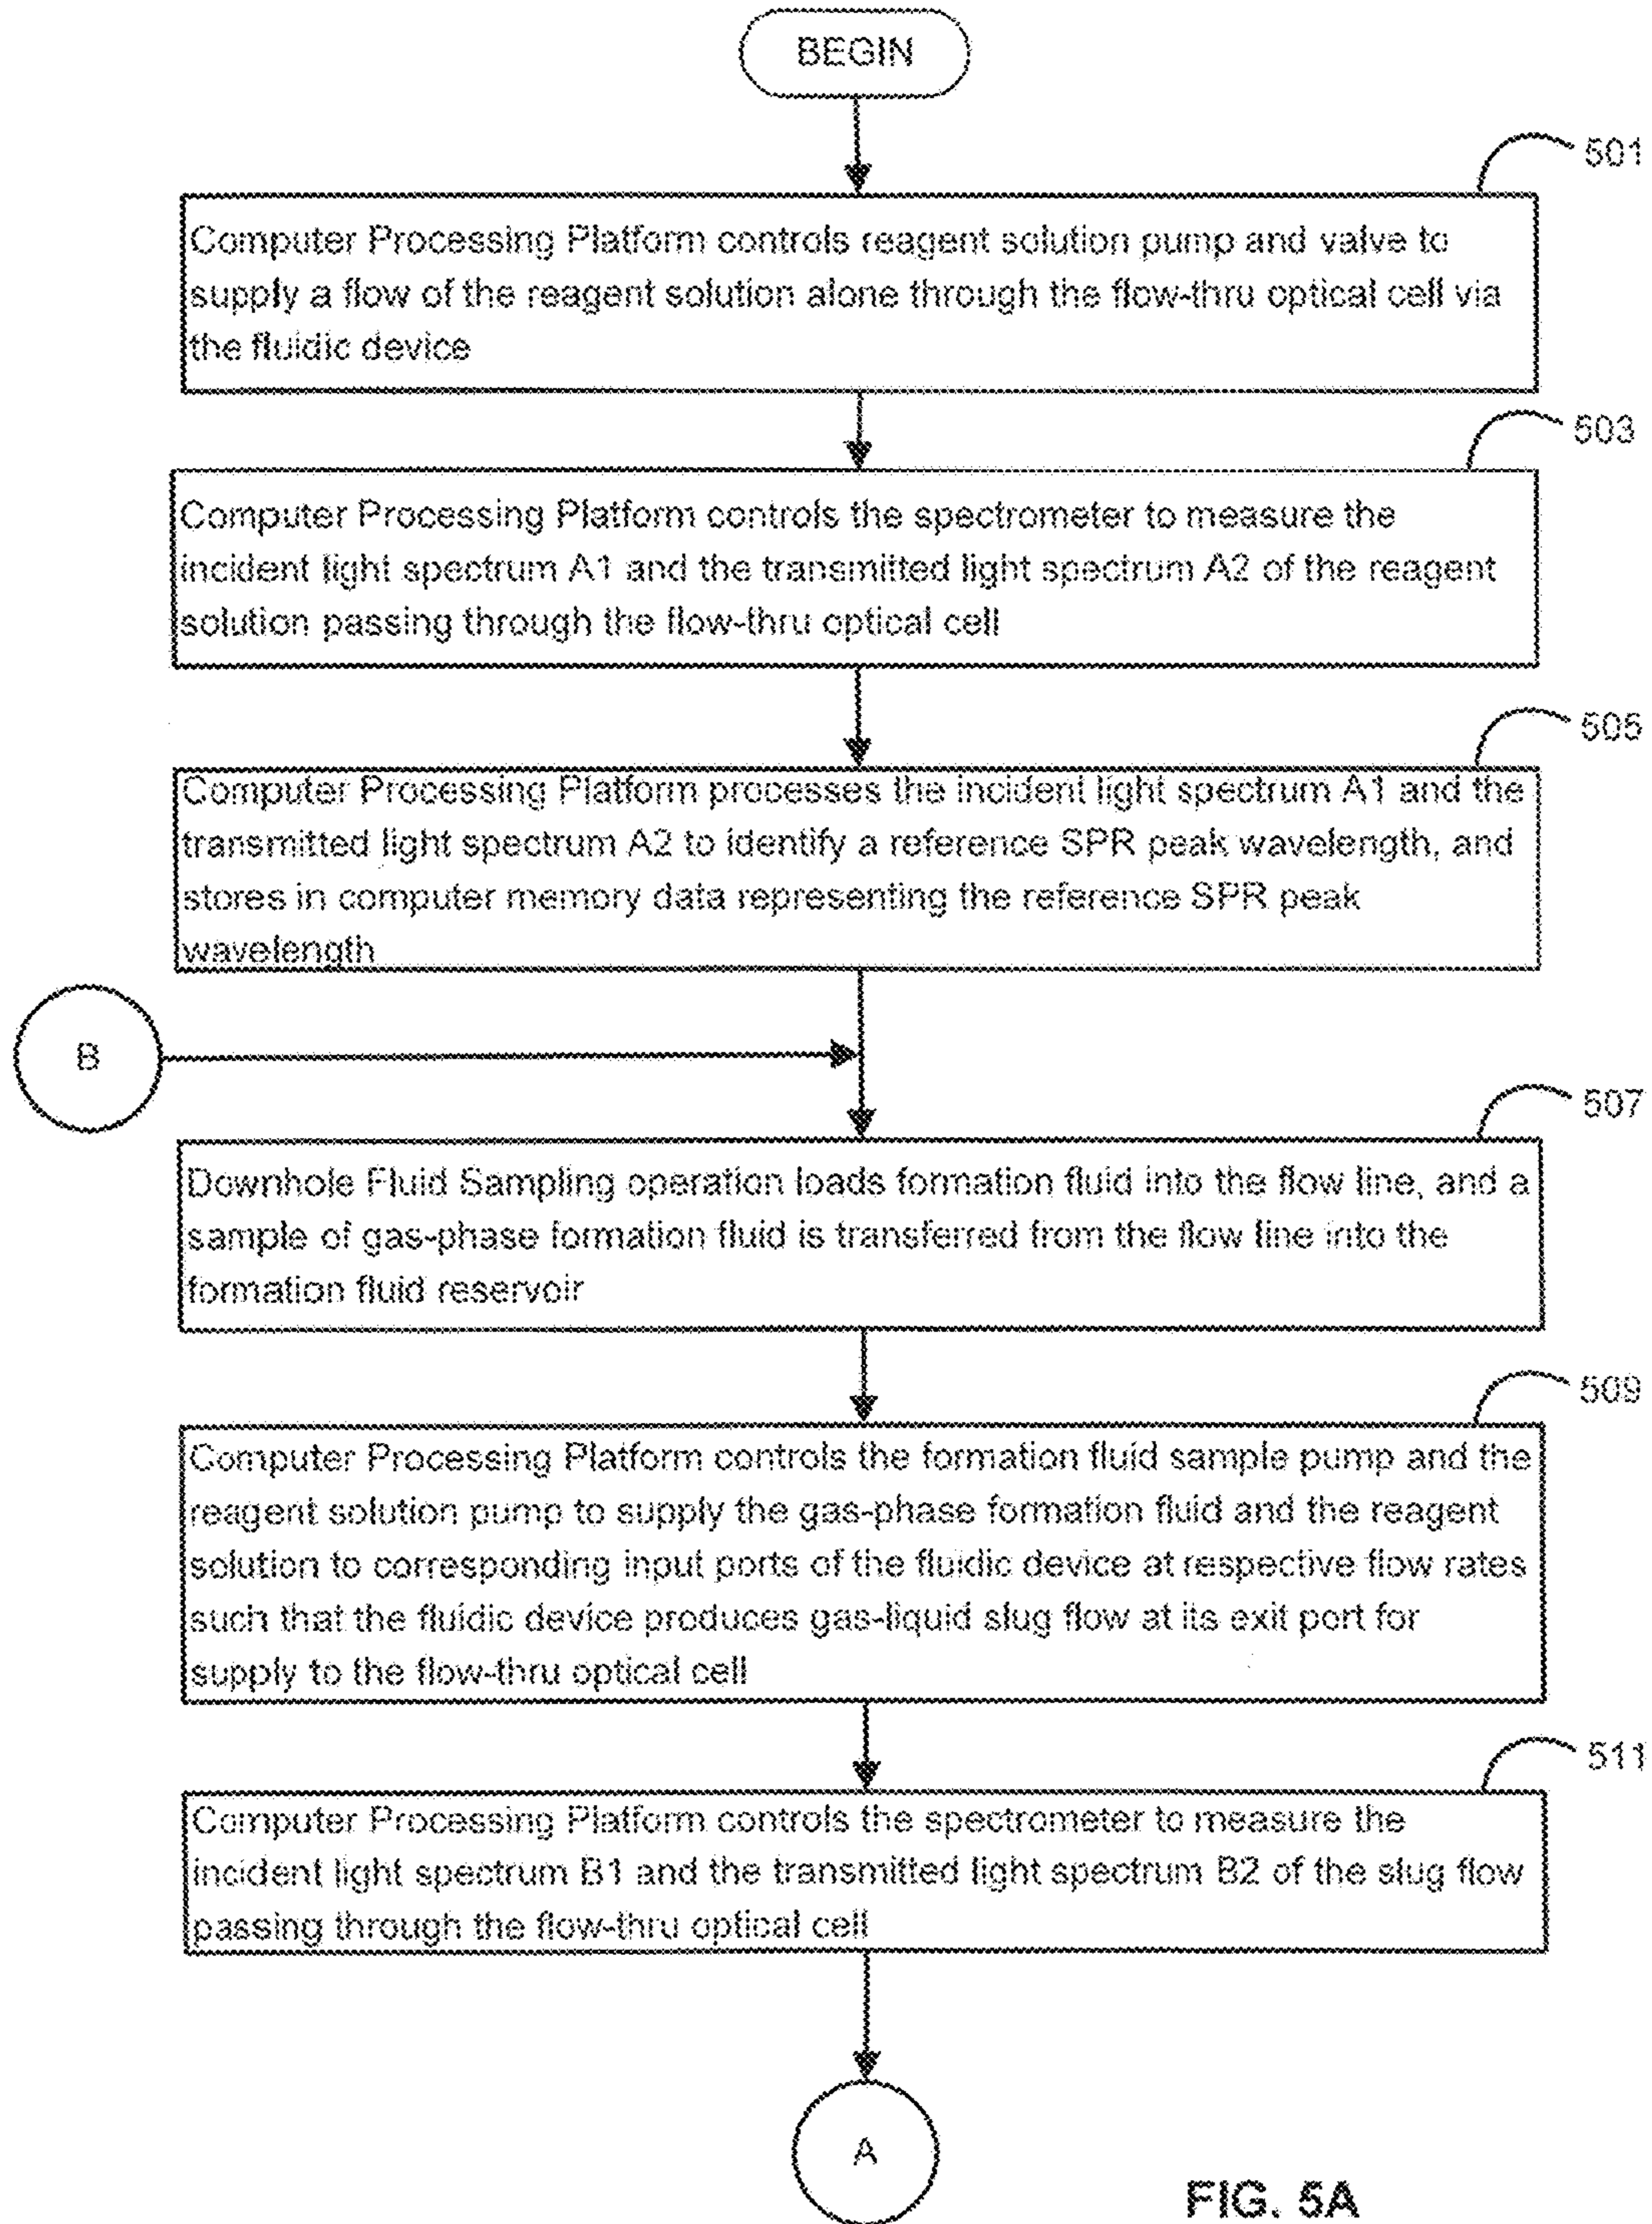 BEGIN
501
Computer Processing Platform controls reagent solution pump and valve to
supply a flow of the reagent solution alone through the flow-thru optical cell via
the fluidic device
503
Computer Processing Platform controls the spectrometer to measure the
incident light spectrum A1 and the transmitted light spectrum A2 of the reagent
solution passing through the flow-thru optical cell
505
Computer Processing Platform processes the incident light spectrum A1 and the
transmitted light spectrum A2 to identify a reference SPR peak wavelength, and
stores in computer memory data representing the reference SPR peak
wavelength
B
507
Downhole Fluid Sampling operation loads formation fluid into the flow line, and a
sample of gas-phase formation fluid is transferred from the flow line into the
formation fluid reservoir
509
Computer Processing Platform controls the formation fluid sample pump and the
reagent solution pump to supply the gas-phase formation fluid and the reagent
solution to corresponding input ports of the fluidic device at respective flow rates
such that the fluidic device produces gas-liquid slug flow at its exit port for
supply to the flow-thru optical cell
511
Computer Processing Platform controls the spectrometer to measure the
incident light spectrum B1 and the transmitted light spectrum B2 of the slug flow
passing through the flow-thru optical cell
A
FIG. 5A